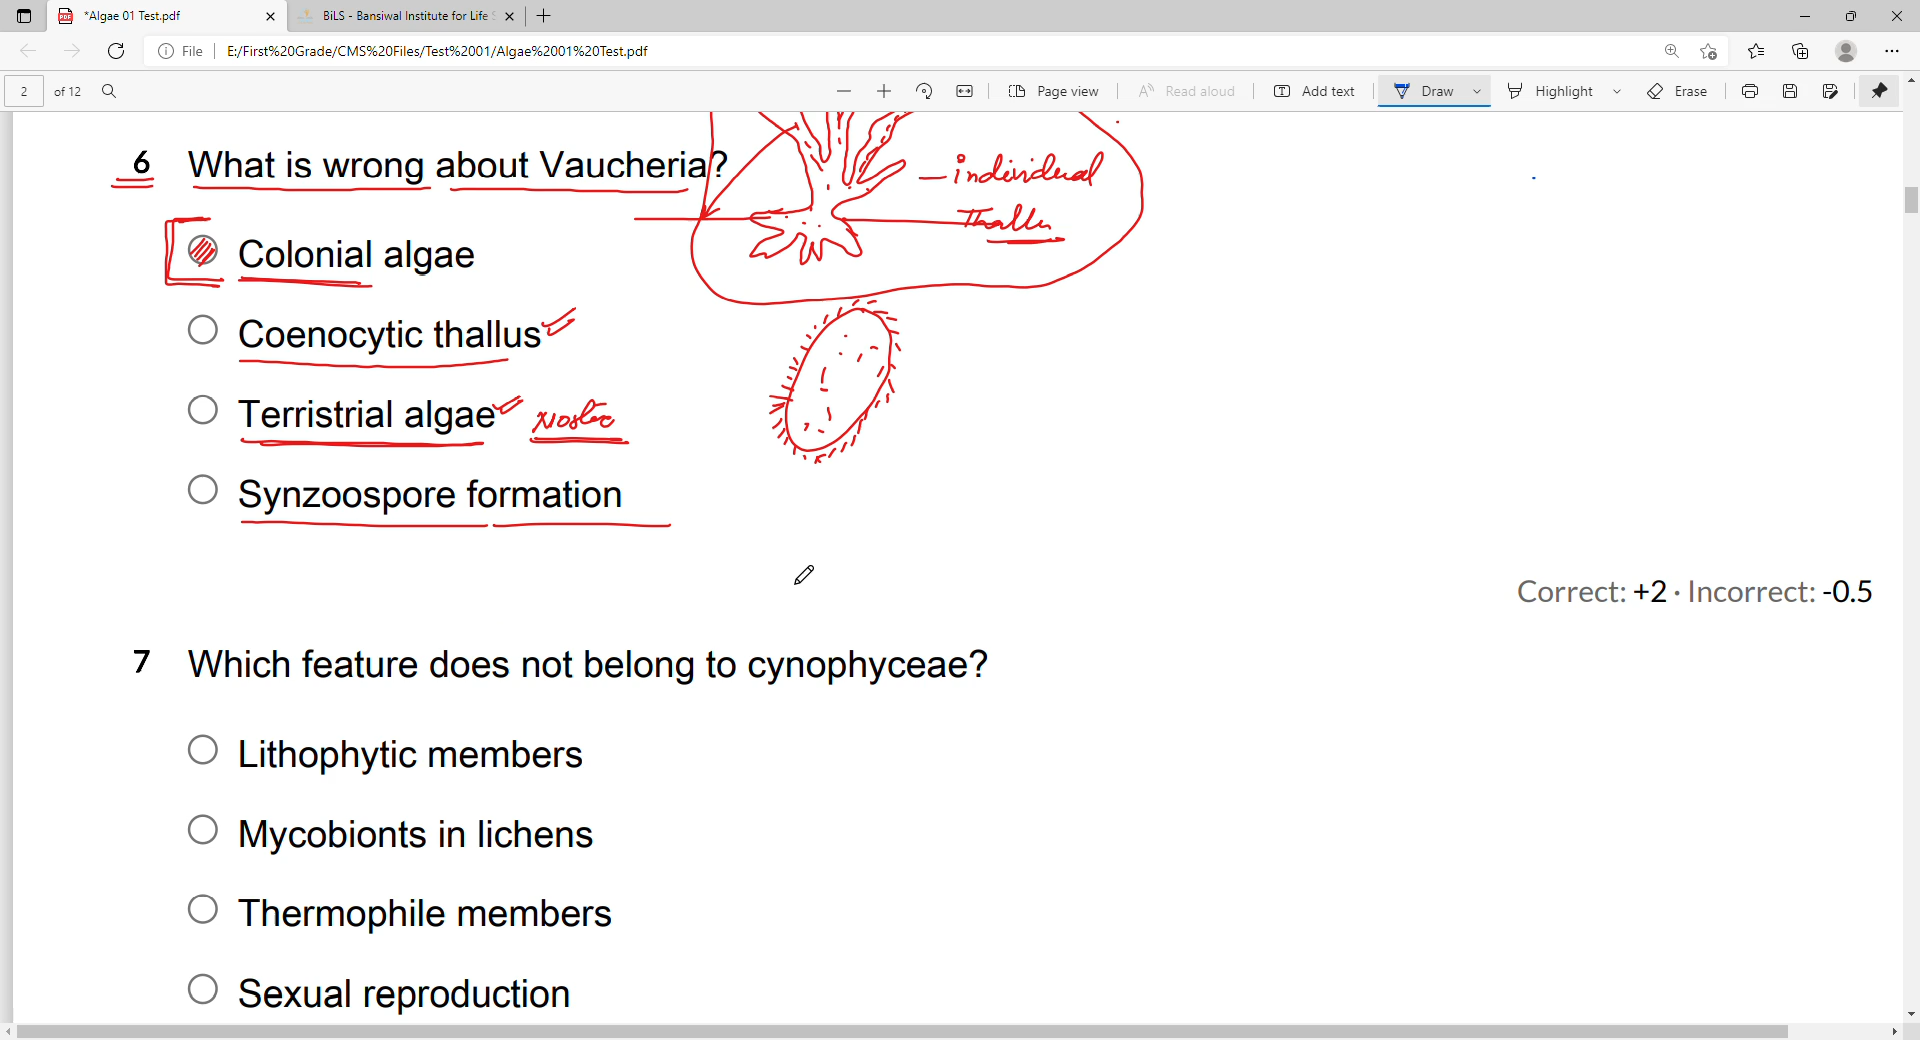 *Algae 01 Test.pdf
BiLS - Bansiwal Institute for Life S
File
E:/First%20Grade/CMS%20Files/Test%2001/Algae%2001%20Test.pdf
2 of 12
Page view
Read aloud
Add text
Draw
Highlight
Erase
6 What is wrong about Vaucheria?
individual
Thallus
Colonial algae
Coenocytic thallus
Terristrial algae Nostoc
Synzoospore formation
Correct: +2 · Incorrect: -0.5
7 Which feature does not belong to cynophyceae?
Lithophytic members
Mycobionts in lichens
Thermophile members
Sexual reproduction